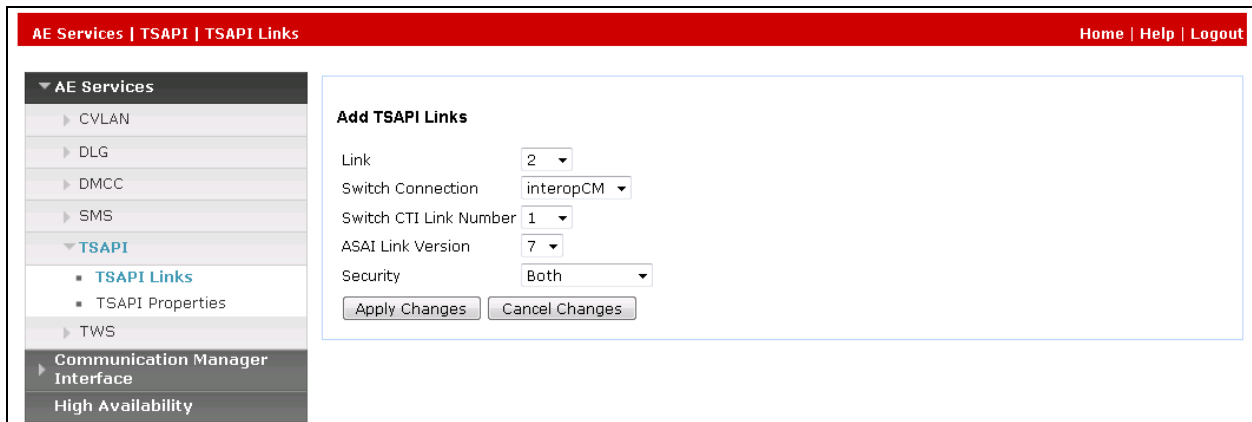 AE Services | TSAPI | TSAPI Links
Home | Help | Logout
AE Services
CVLAN
DLG
DMCC
SMS
TSAPI
TSAPI Links
TSAPI Properties
TWS
Communication Manager
Interface
High Availability
Add TSAPI Links
Link 2
Switch Connection interopCM
Switch CTI Link Number 1
ASAI Link Version 7
Security Both
Apply Changes Cancel Changes